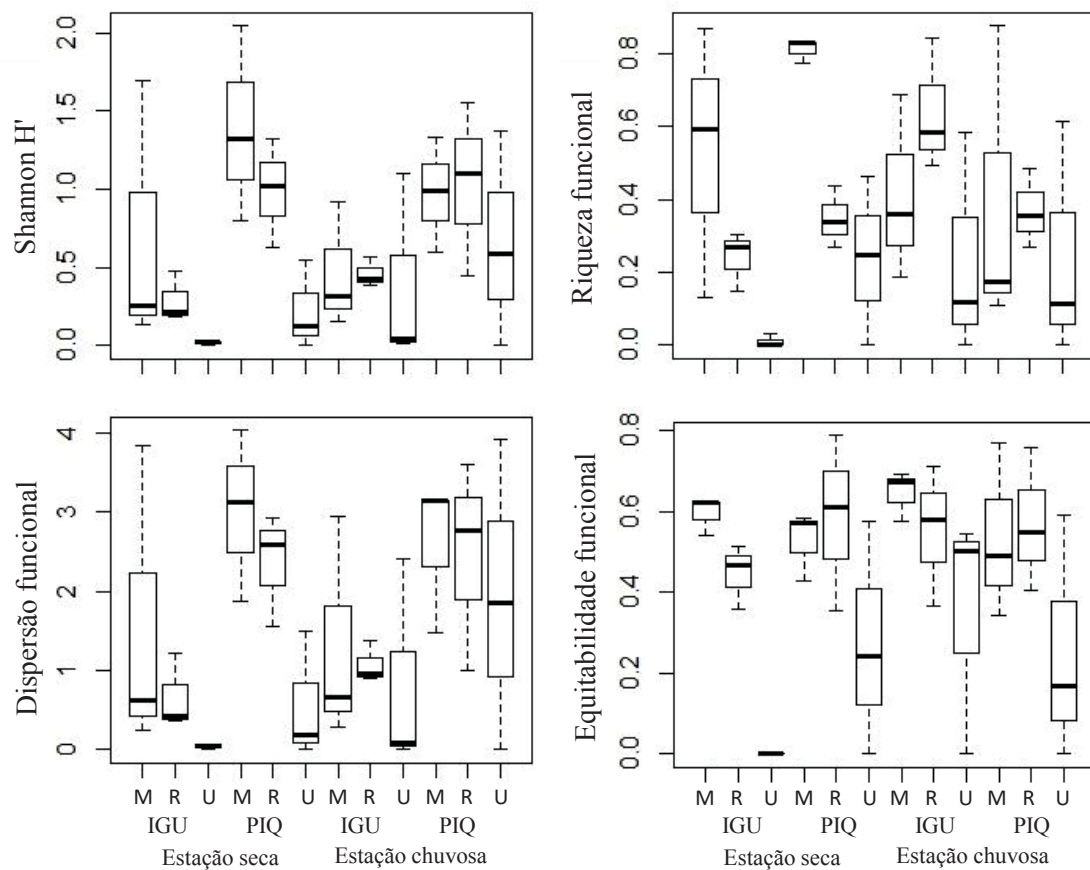 Shannon H'
0.0 0.5 1.0 1.5 2.0
Riqueza funcional
0.0 0.2 0.4 0.6 0.8
Dispersão funcional
0 1 2 3 4
M R U M R U M R U M R U
IGU PIQ IGU PIQ
Estação seca Estação chuvosa
Equitabilidade funcional
0.0 0.2 0.4 0.6 0.8
M R U M R U M R U M R U
IGU PIQ IGU PIQ
Estação seca Estação chuvosa